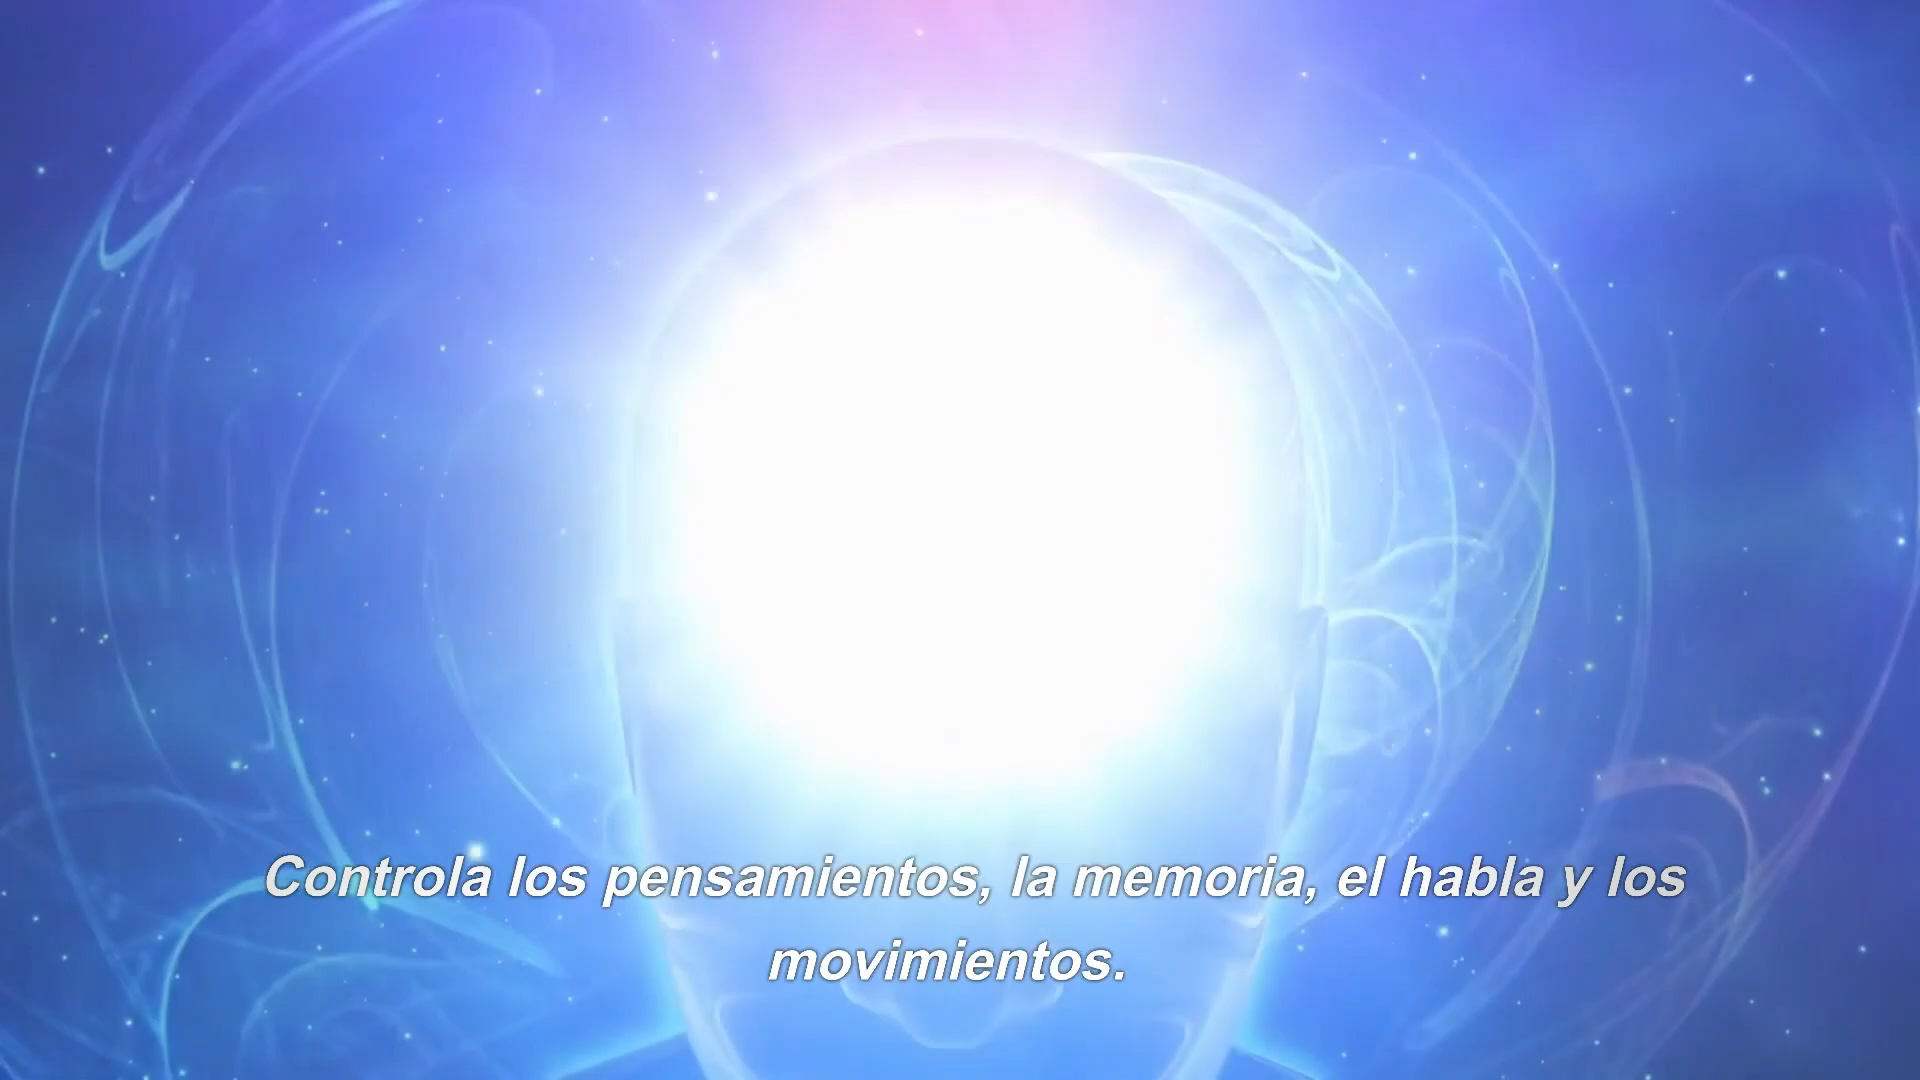 Controla los pensamientos, la memoria, el habla y los
movimientos.